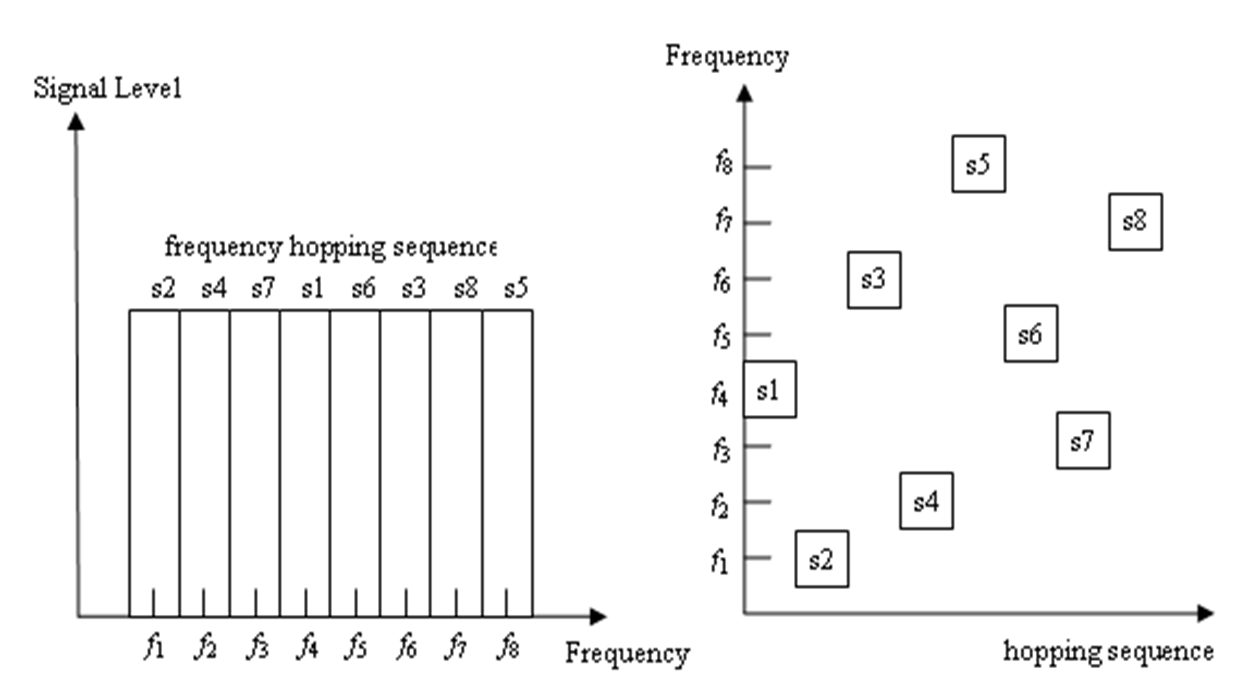 Signal Level
frequency hopping sequence
s2 s4 s7 s1 s6 s3 s8 s5
f1 f2 f3 f4 f5 f6 f7 f8
Frequency
Frequency
f8
s5
f7
s8
f6
s3
f5
s6
f4
s1
f3
s7
f2
s4
f1
s2
hopping sequence